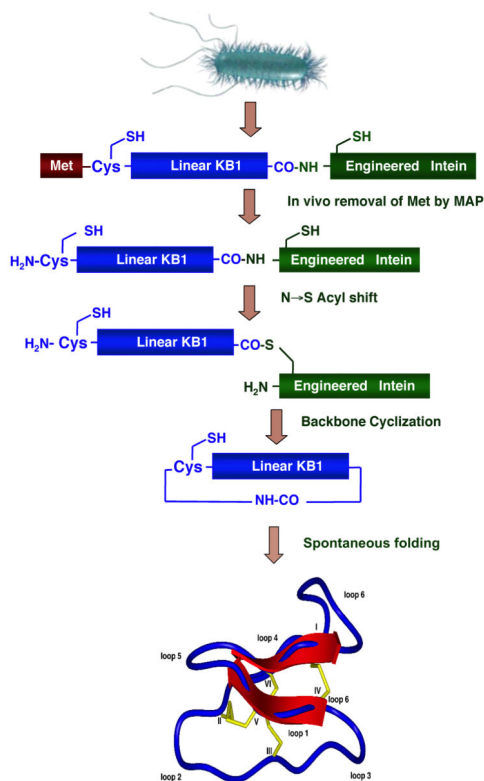 SH
SH
Met
Cys
Linear KB1
CO-NH
Engineered Intein
In vivo removal of Met by MAP
SH
SH
H₂N-Cys
Linear KB1
CO-NH
Engineered Intein
N→S Acyl shift
SH
H₂N- Cys
Linear KB1
CO-S
H₂N
Engineered Intein
Backbone Cyclization
SH
Cys
Linear KB1
NH-CO
Spontaneous folding
loop 6
I
loop 4
loop 5
VI
IV
loop 6
II
V
loop 1
III
loop 2
loop 3